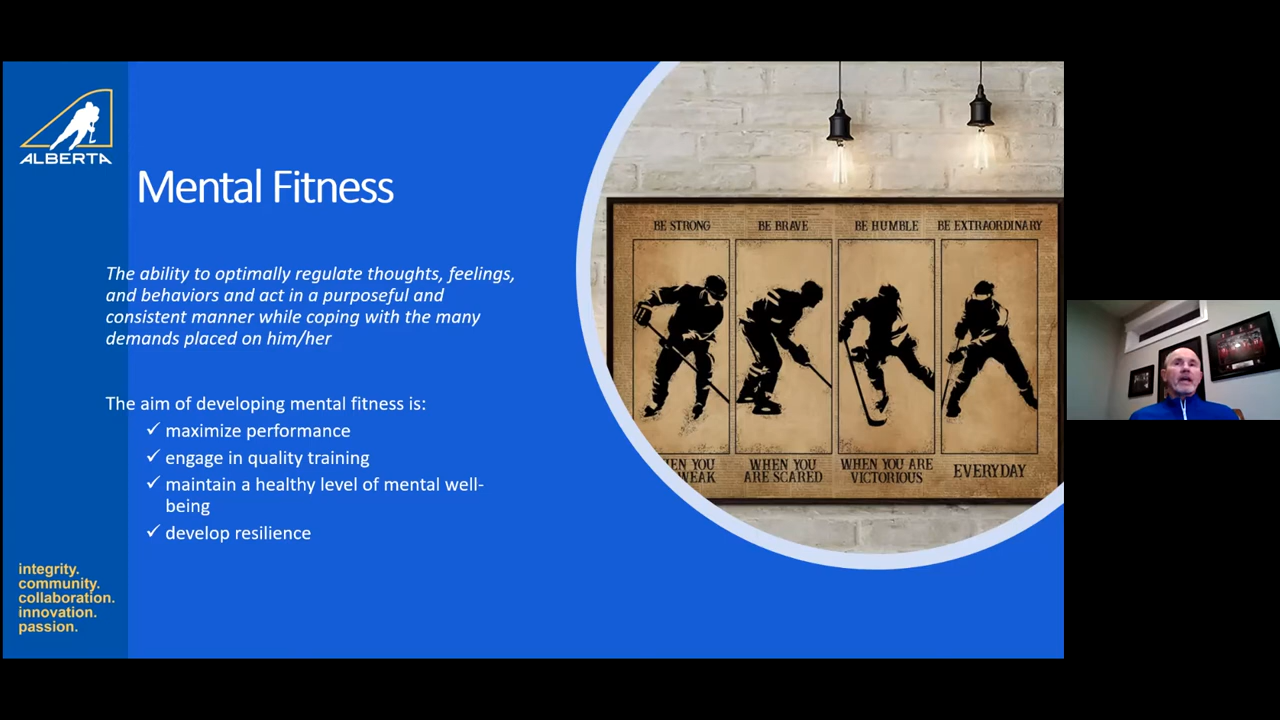 ALBERTA
Mental Fitness
The ability to optimally regulate thoughts, feelings,
and behaviors and act in a purposeful and
consistent manner while coping with the many
demands placed on him/her
The aim of developing mental fitness is:
✓ maximize performance
✓ engage in quality training
✓ maintain a healthy level of mental well-
being
✓ develop resilience
integrity.
community.
collaboration.
innovation.
passion.
BE STRONG
BE BRAVE
BE HUMBLE
BE EXTRAORDINARY
EN YOU
WEAK
WHEN YOU
ARE SCARED
WHEN YOU ARE
VICTORIOUS
EVERYDAY